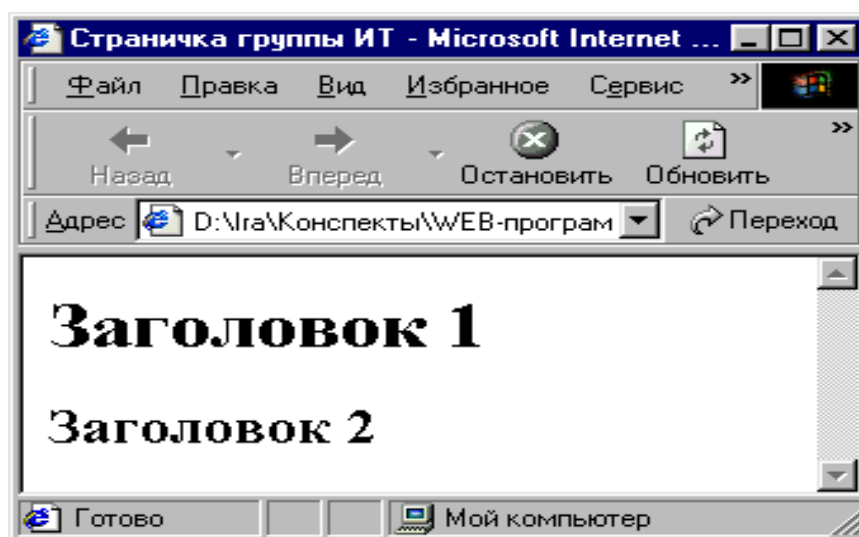 Страничка группы ИТ - Microsoft Internet ...
Файл Правка Вид Избранное Сервис »
Назад Вперед Остановить Обновить »
Адрес D:\Ira\Конспекты\WEB-програм Переход
Заголовок 1
Заголовок 2
Готово Мой компьютер